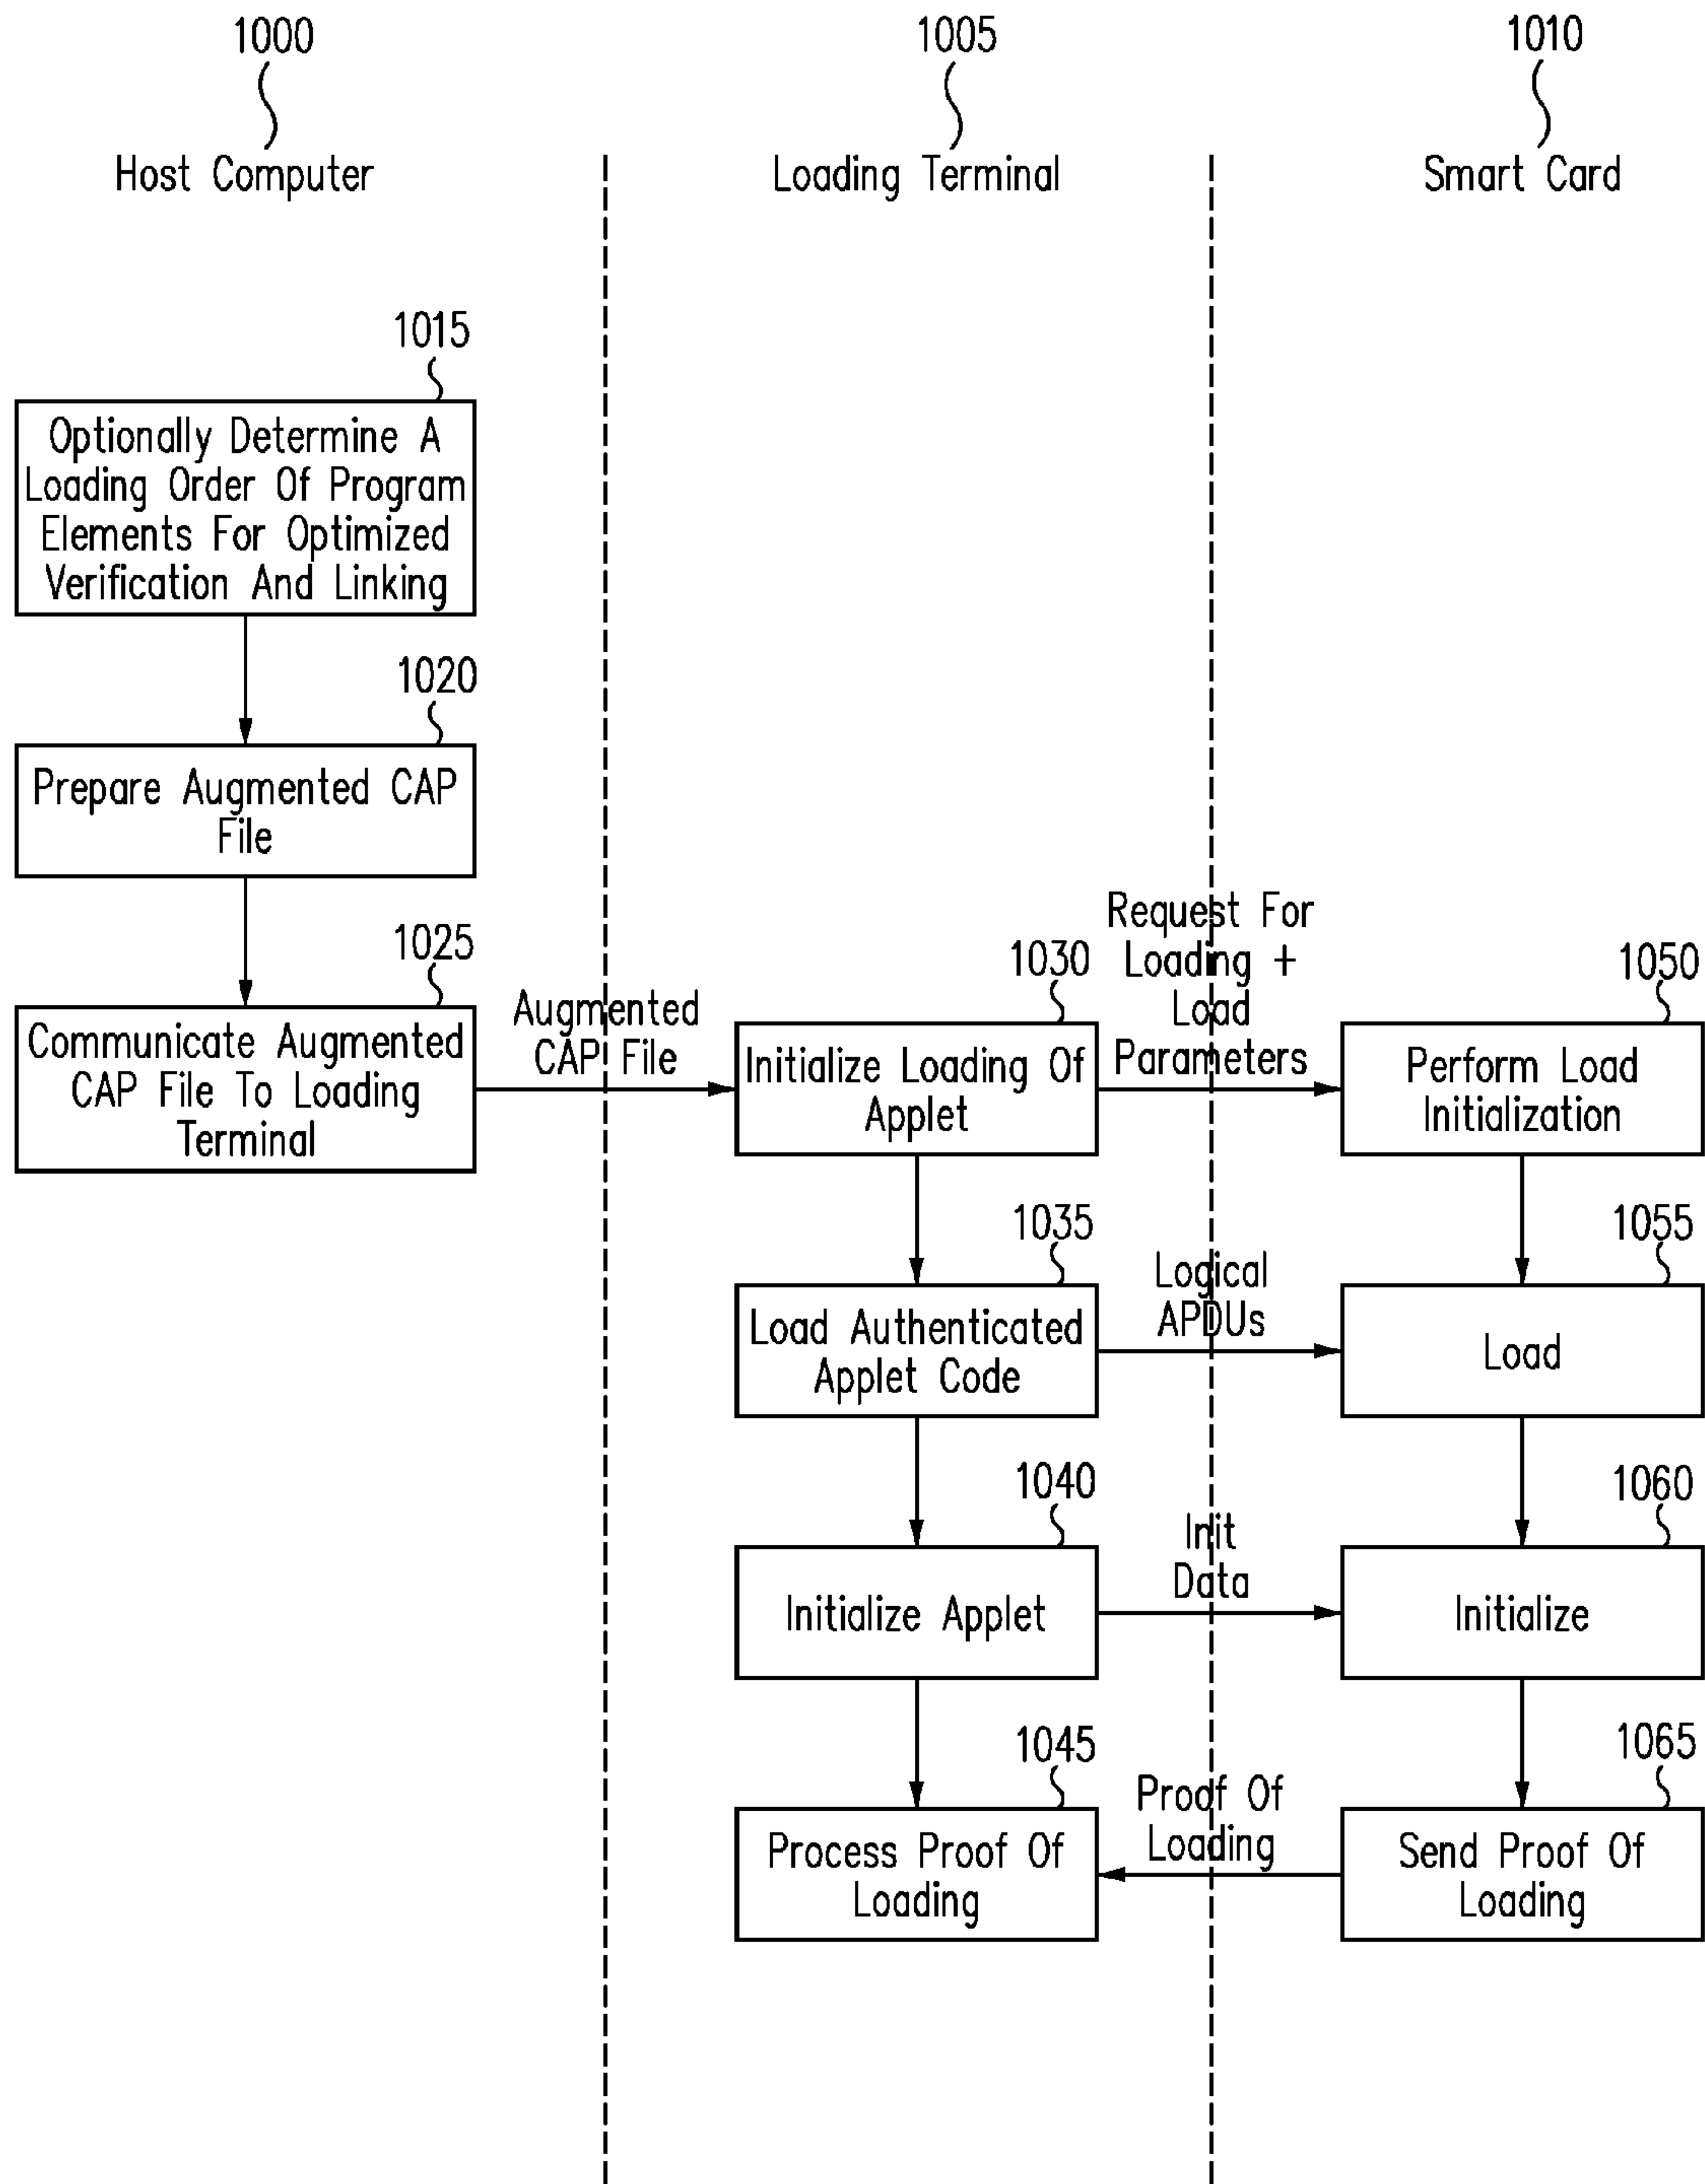 1000
1005
1010
Host Computer
Loading Terminal
Smart Card
1015
Optionally Determine A
Loading Order Of Program
Elements For Optimized
Verification And Linking
1020
Prepare Augmented CAP
File
1025
Communicate Augmented
CAP File To Loading
Terminal
Augmented
CAP File
1030
Initialize Loading Of
Applet
Request For
Loading +
Load
Parameters
1050
Perform Load
Initialization
1035
Load Authenticated
Applet Code
Logical
APDUs
1055
Load
1040
Initialize Applet
Init
Data
1060
Initialize
1045
Process Proof Of
Loading
Proof Of
Loading
1065
Send Proof Of
Loading